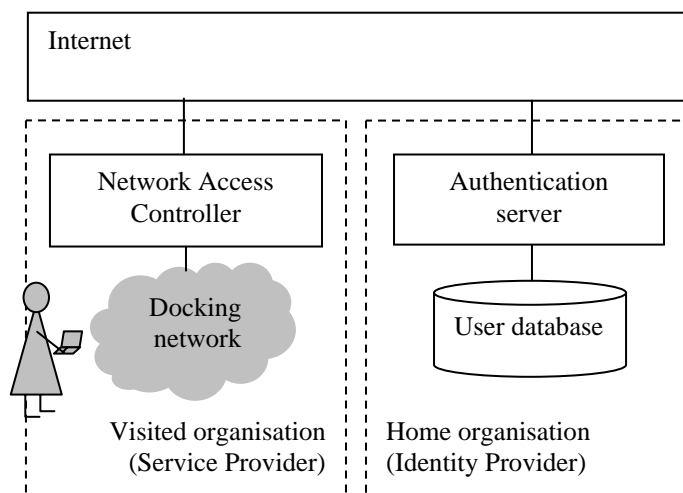 Internet
Network Access
Controller
Authentication
server
Docking
network
User database
Visited organisation
(Service Provider)
Home organisation
(Identity Provider)